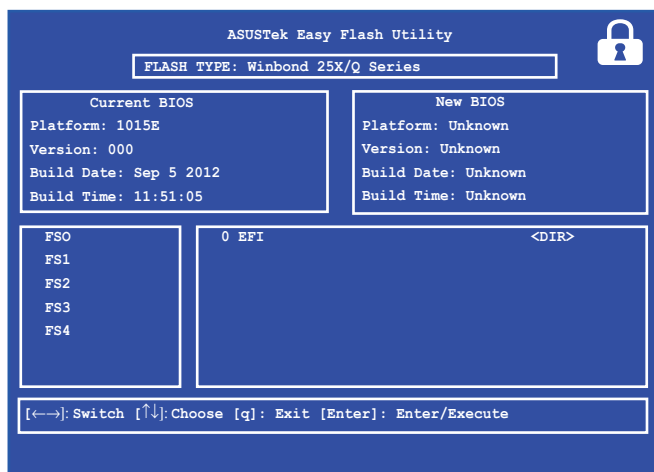 ASUSTek Easy Flash Utility
FLASH TYPE: Winbond 25X/Q Series
Current BIOS
Platform: 1015E
Version: 000
Build Date: Sep 5 2012
Build Time: 11:51:05
New BIOS
Platform: Unknown
Version: Unknown
Build Date: Unknown
Build Time: Unknown
FSO
FS1
FS2
FS3
FS4
0 EFI <DIR>
[←→]: Switch [↑↓]: Choose [q]: Exit [Enter]: Enter/Execute